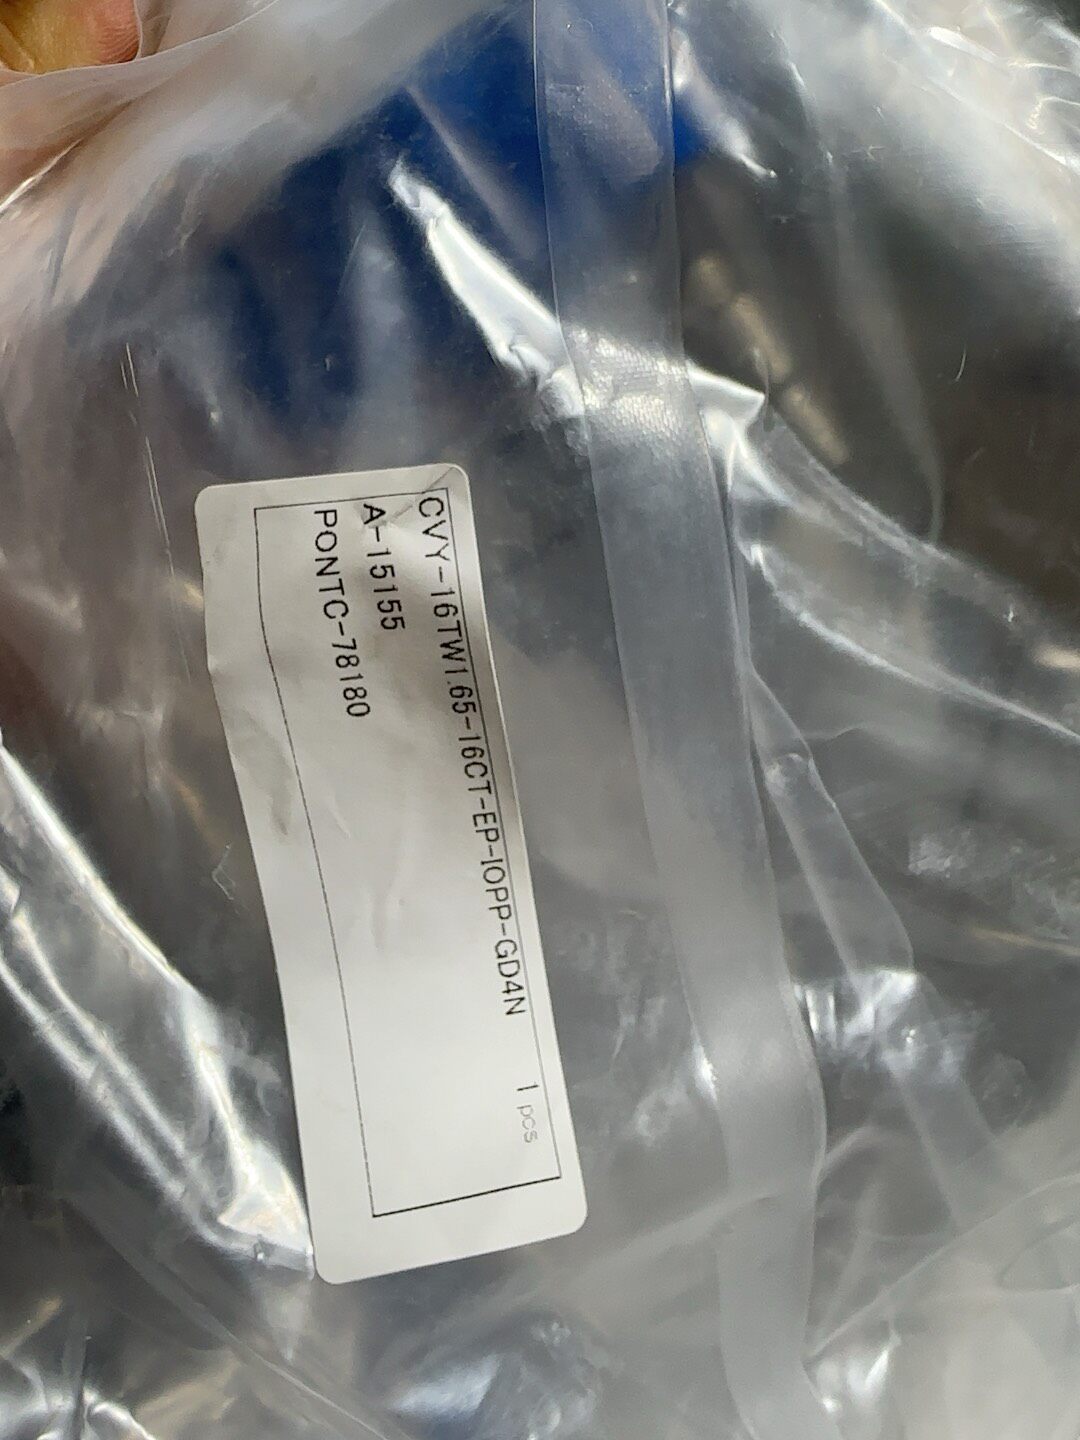 CVY-16TW1.65-16CT-EP-IOPP-GD4N 1 pcs
A-15155
PONTC-78180